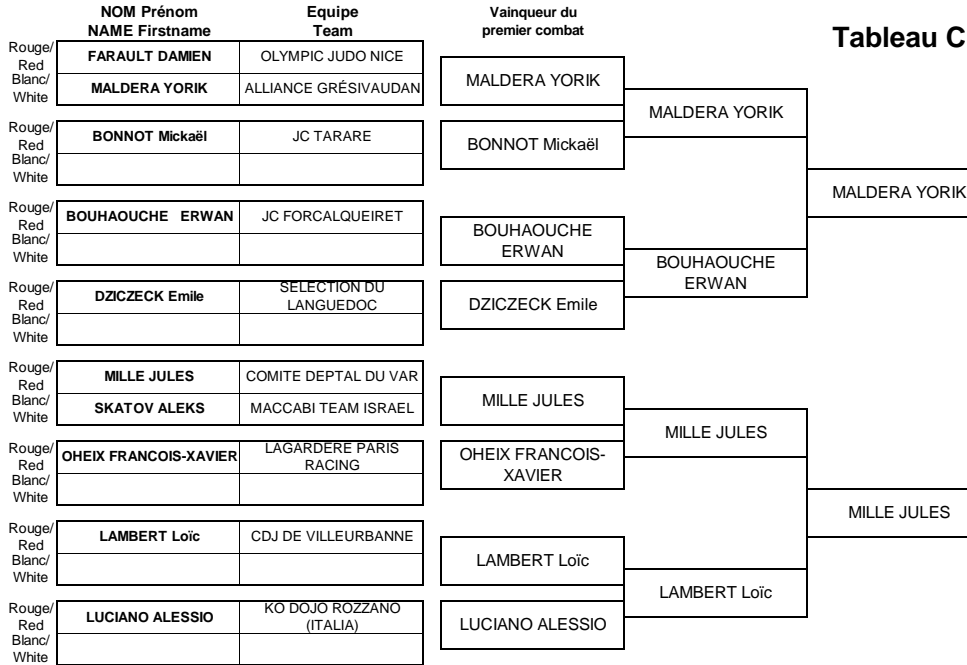 NOM Prénom
NAME Firstname
Equipe
Team
Vainqueur du
premier combat
Tableau C
Rouge/
Red
FARAULT DAMIEN
OLYMPIC JUDO NICE
Blanc/
White
MALDERA YORIK
ALLIANCE GRÉSIVAUDAN
Rouge/
Red
BONNOT Mickaël
JC TARARE
Blanc/
White
Rouge/
Red
BOUHAOUCHE ERWAN
JC FORCALQUEIRET
Blanc/
White
Rouge/
Red
DZICZECK Emile
SELECTION DU
LANGUEDOC
Blanc/
White
Rouge/
Red
MILLE JULES
COMITE DEPTAL DU VAR
Blanc/
White
SKATOV ALEKS
MACCABI TEAM ISRAEL
Rouge/
Red
OHEIX FRANCOIS-XAVIER
LAGARDÈRE PARIS
RACING
Blanc/
White
Rouge/
Red
LAMBERT Loïc
CDJ DE VILLEURBANNE
Blanc/
White
Rouge/
Red
LUCIANO ALESSIO
KO DOJO ROZZANO
(ITALIA)
Blanc/
White
MALDERA YORIK
BONNOT Mickaël
BOUHAOUCHE
ERWAN
DZICZECK Emile
MILLE JULES
OHEIX FRANCOIS-
XAVIER
LAMBERT Loïc
LUCIANO ALESSIO
MALDERA YORIK
BOUHAOUCHE
ERWAN
MILLE JULES
LAMBERT Loïc
MALDERA YORIK
MILLE JULES